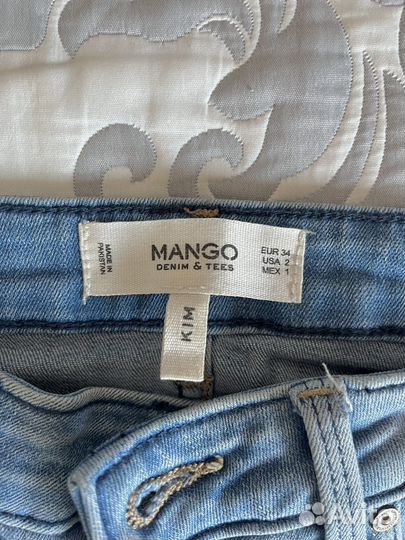 MADE IN
PAKISTAN
MANGO
DENIM & TEES
EUR 34
USA 2
MEX 1
KIM
Avito